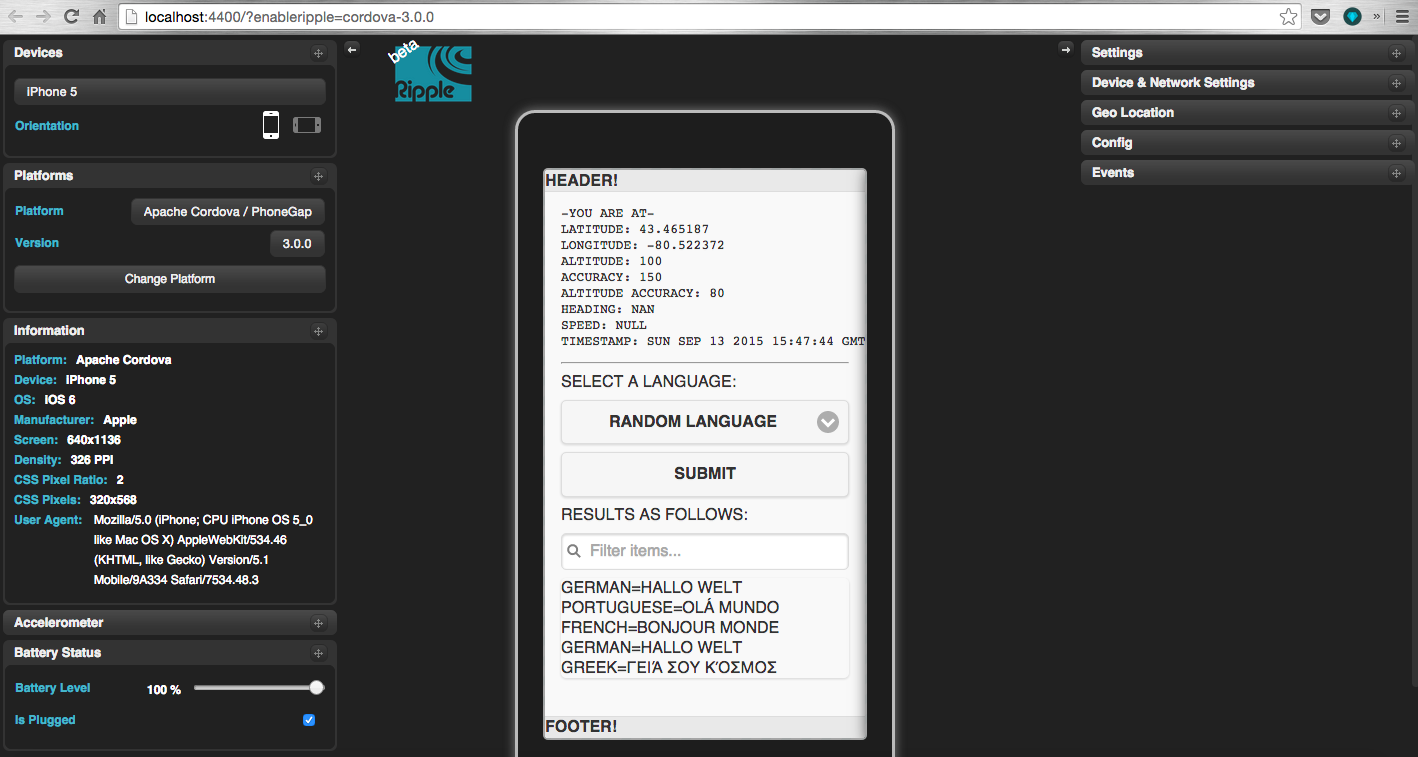 localhost:4400/?enableripple=cordova-3.0.0
Devices
IPhone 5
Orientation
Platforms
Platform
Apache Cordova / PhoneGap
Version
3.0.0
Change Platform
Information
Platform: Apache Cordova
Device: IPhone 5
OS: IOS 6
Manufacturer: Apple
Screen: 640x1136
Density: 326 PPI
CSS Pixel Ratio: 2
CSS Pixels: 320x568
User Agent: Mozilla/5.0 (iPhone; CPU iPhone OS 5_0
like Mac OS X) AppleWebKit/534.46
(KHTML, like Gecko) Version/5.1
Mobile/9A334 Safari/7534.48.3
Accelerometer
Battery Status
Battery Level 100 %
Is Plugged
beta
Ripple
HEADER!
-YOU ARE AT-
LATITUDE: 43.465187
LONGITUDE: -80.522372
ALTITUDE: 100
ACCURACY: 150
ALTITUDE ACCURACY: 80
HEADING: NAN
SPEED: NULL
TIMESTAMP: SUN SEP 13 2015 15:47:44 GMT
SELECT A LANGUAGE:
RANDOM LANGUAGE
SUBMIT
RESULTS AS FOLLOWS:
Filter items...
GERMAN=HALLO WELT
PORTUGUESE=OLÁ MUNDO
FRENCH=BONJOUR MONDE
GERMAN=HALLO WELT
GREEK=ΓΕΙΆ ΣΟΥ ΚΌΣΜΟΣ
FOOTER!
Settings
Device & Network Settings
Geo Location
Config
Events